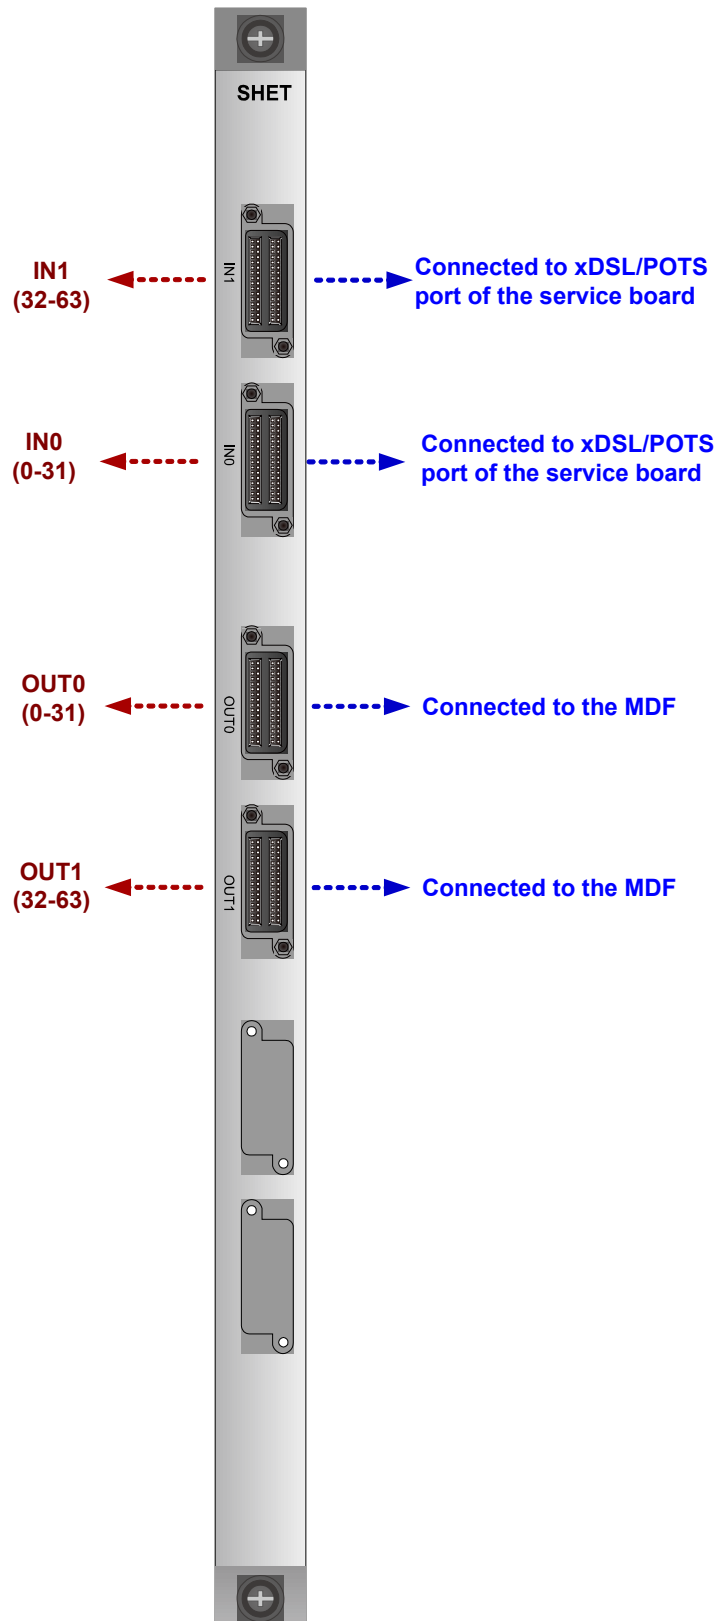 SHET
IN1
(32-63)
IN1
Connected to xDSL/POTS
port of the service board
IN0
(0-31)
IN0
Connected to xDSL/POTS
port of the service board
OUT0
(0-31)
OUT0
Connected to the MDF
OUT1
(32-63)
OUT1
Connected to the MDF